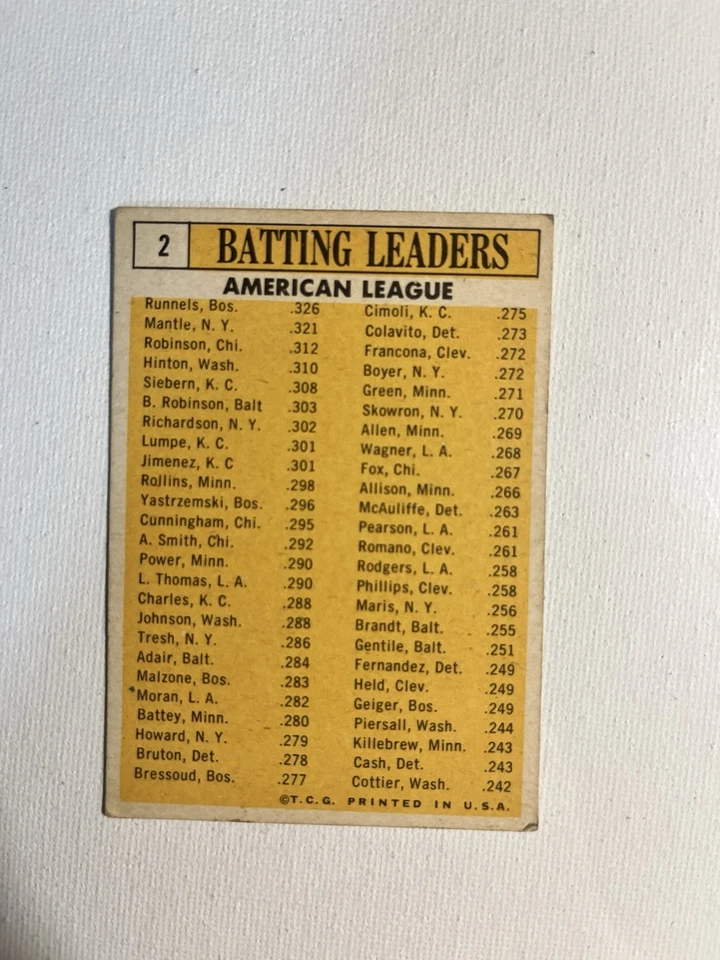 2 BATTING LEADERS
AMERICAN LEAGUE
Runnels, Bos. .326
Mantle, N. Y. .321
Robinson, Chi. .312
Hinton, Wash. .310
Siebern, K. C. .308
B. Robinson, Balt .303
Richardson, N. Y. .302
Lumpe, K. C. .301
Jimenez, K. C .301
Rollins, Minn. .298
Yastrzemski, Bos. .296
Cunningham, Chi. .295
A. Smith, Chi. .292
Power, Minn. .290
L. Thomas, L. A. .290
Charles, K. C. .288
Johnson, Wash. .288
Tresh, N. Y. .286
Adair, Balt. .284
Malzone, Bos. .283
Moran, L. A. .282
Battey, Minn. .280
Howard, N. Y. .279
Bruton, Det. .278
Bressoud, Bos. .277
Cimoli, K. C. .275
Colavito, Det. .273
Francona, Clev. .272
Boyer, N. Y. .272
Green, Minn. .271
Skowron, N. Y. .270
Allen, Minn. .269
Wagner, L. A. .268
Fox, Chi. .267
Allison, Minn. .266
McAuliffe, Det. .263
Pearson, L. A. .261
Romano, Clev. .261
Rodgers, L. A. .258
Phillips, Clev. .258
Maris, N. Y. .256
Brandt, Balt. .255
Gentile, Balt. .251
Fernandez, Det. .249
Held, Clev. .249
Geiger, Bos. .249
Piersall, Wash. .244
Killebrew, Minn. .243
Cash, Det. .243
Cottier, Wash. .242
©T.C.G. PRINTED IN U.S.A.